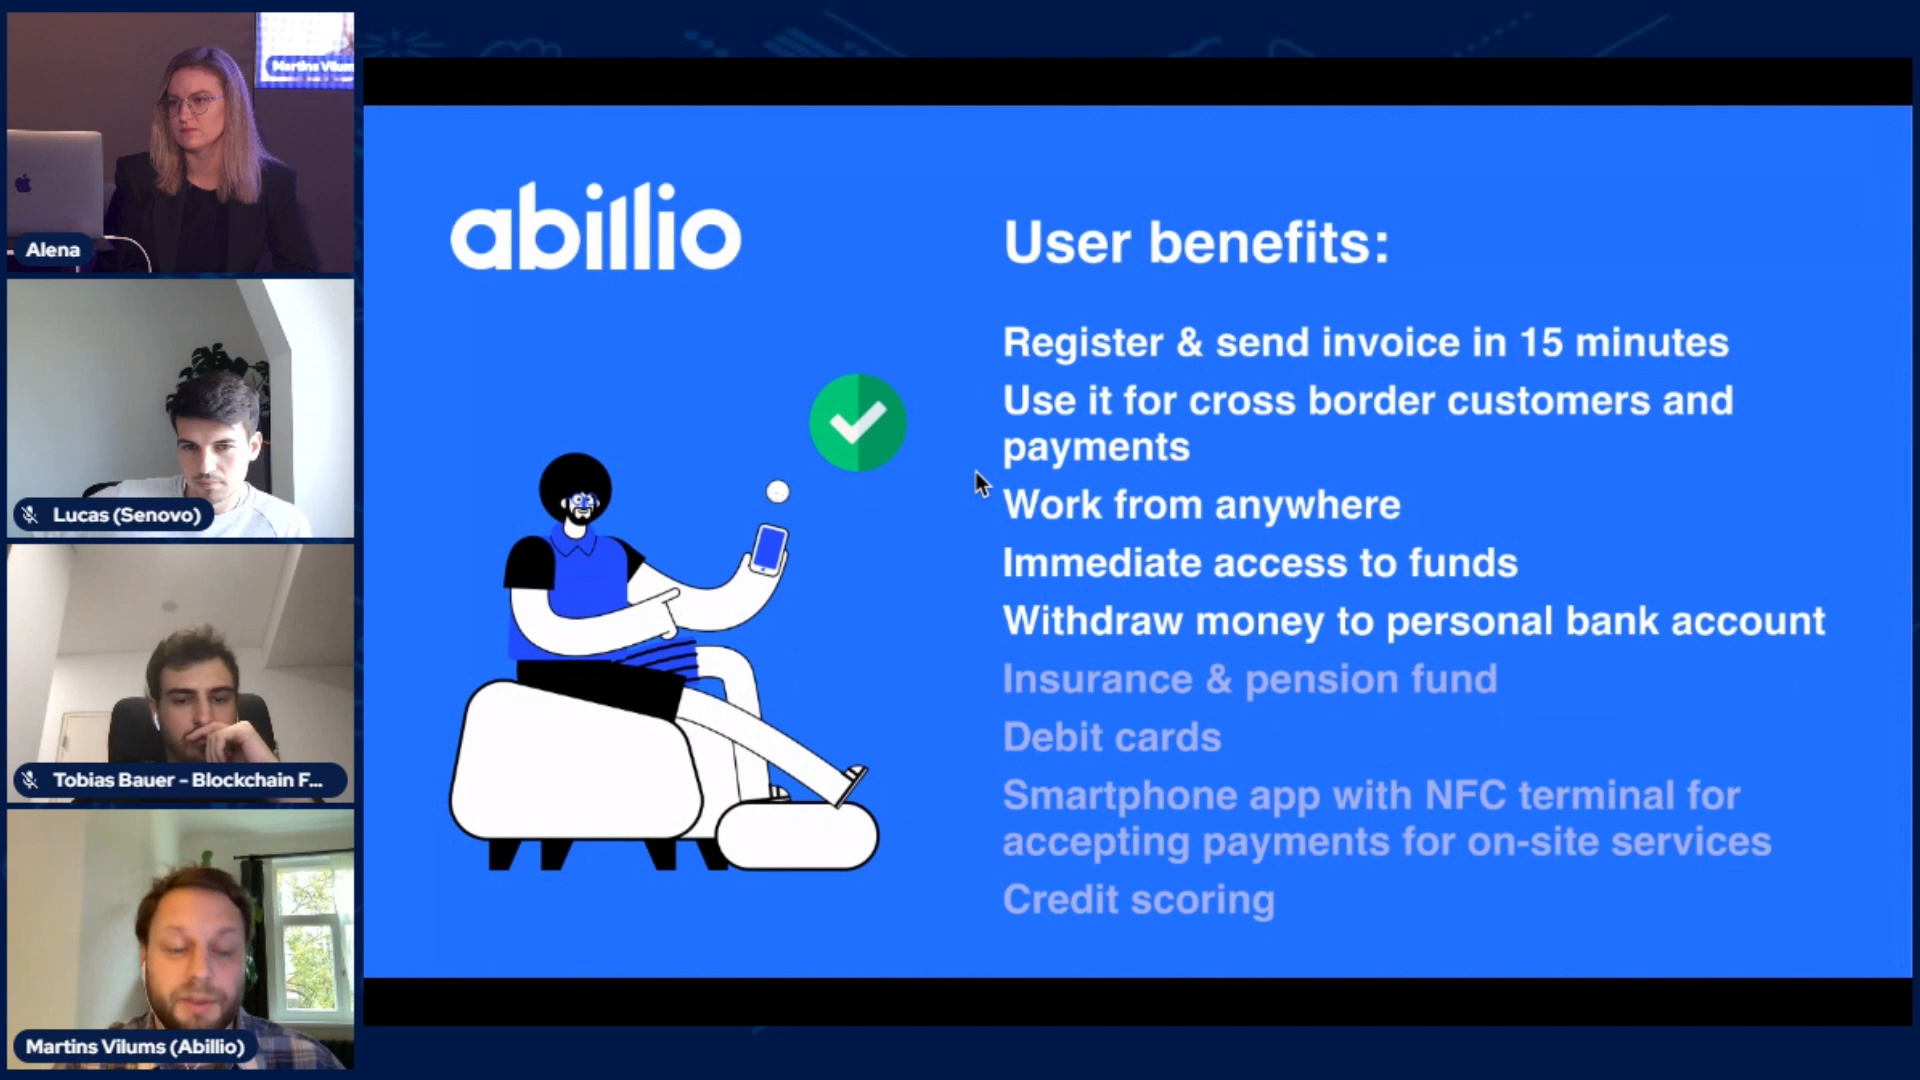 Martins Vilum
Alena
Lucas (Senovo)
Tobias Bauer - Blockchain F...
Martins Vilums (Abillio)
abillio
User benefits:
Register & send invoice in 15 minutes
Use it for cross border customers and
payments
Work from anywhere
Immediate access to funds
Withdraw money to personal bank account
Insurance & pension fund
Debit cards
Smartphone app with NFC terminal for
accepting payments for on-site services
Credit scoring